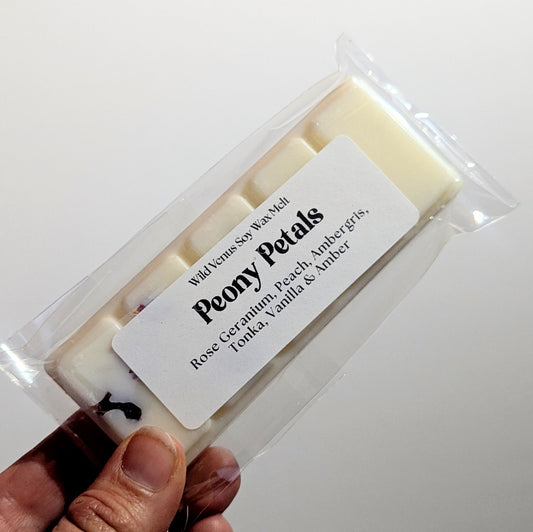 Wild Venus Soy Wax Melt
Peony Petals
Rose Geranium, Peach, Ambergris,
Tonka, Vanilla & Amber